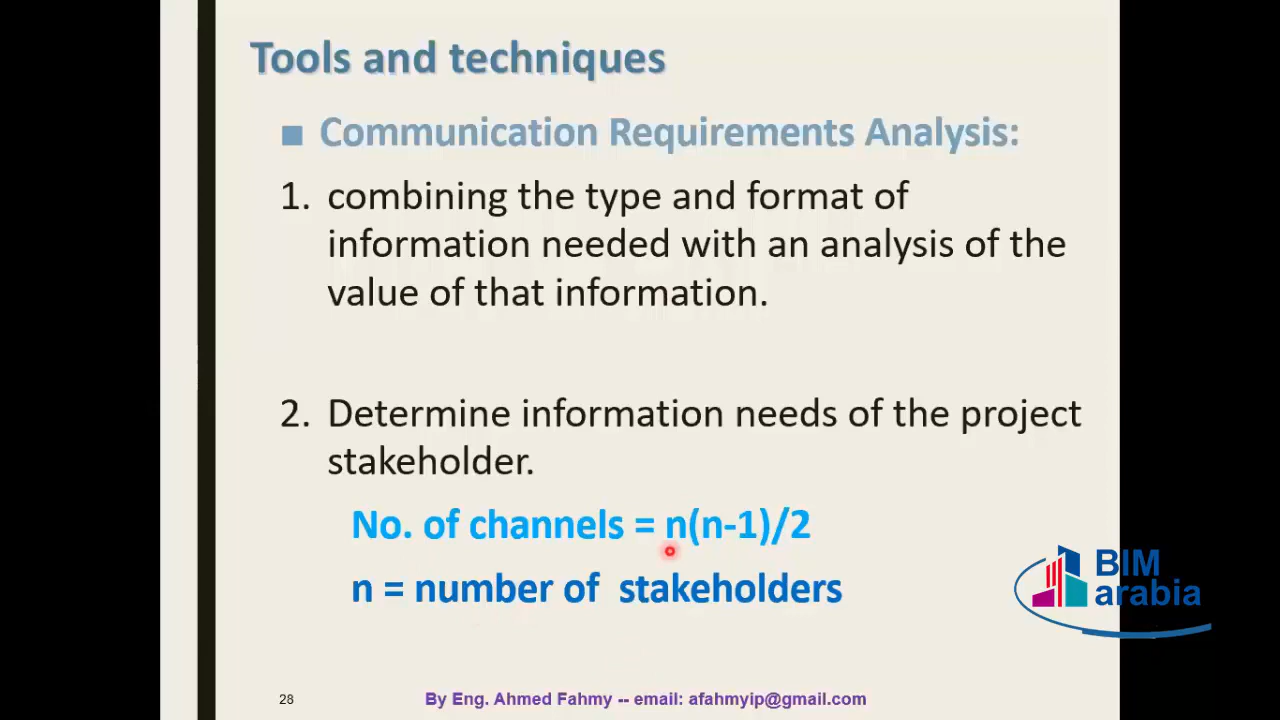 Tools and techniques
■ Communication Requirements Analysis:
1. combining the type and format of
information needed with an analysis of the
value of that information.
2. Determine information needs of the project
stakeholder.
No. of channels = n(n-1)/2
n = number of stakeholders
BIM
arabia
28
By Eng. Ahmed Fahmy -- email: afahmyip@gmail.com